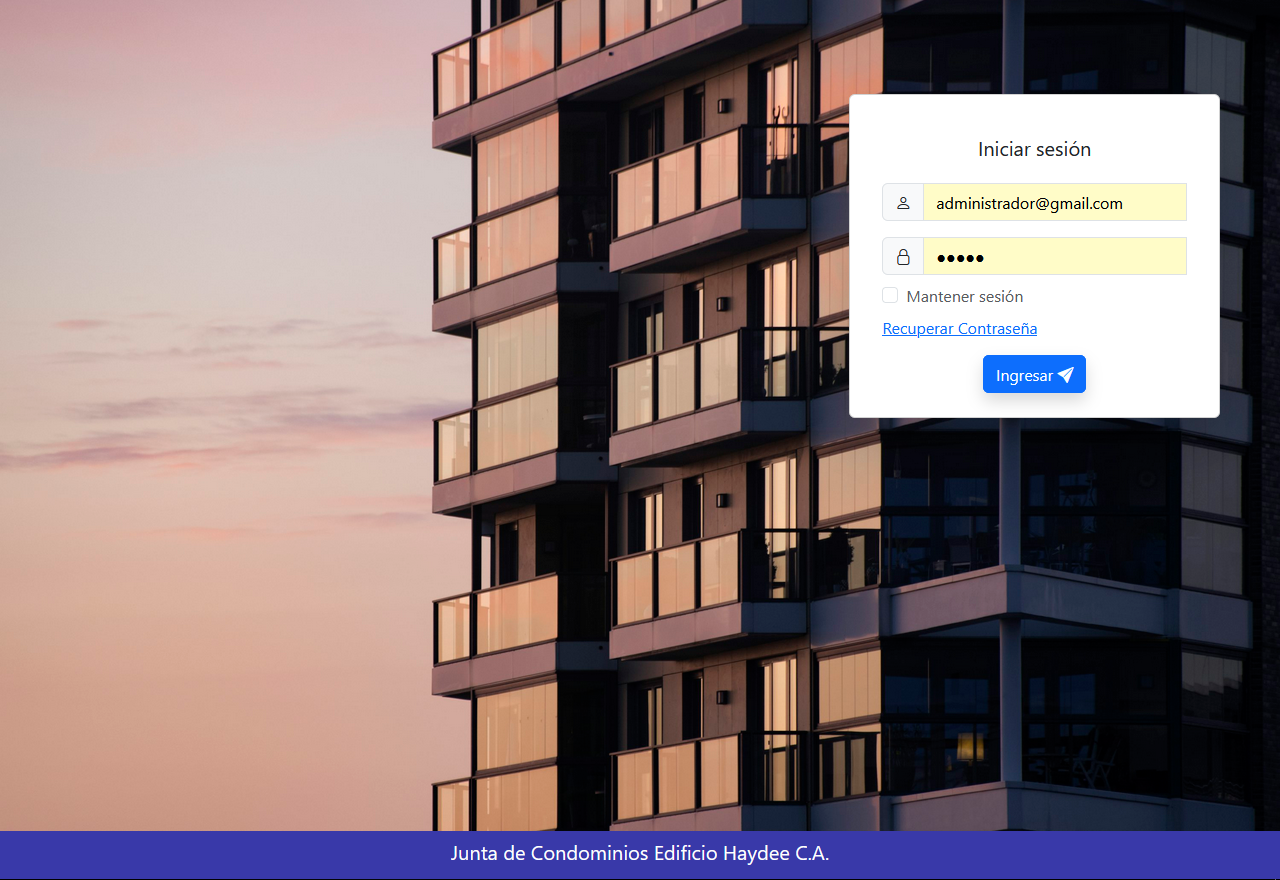 Iniciar sesión
administrador@gmail.com
●●●●●
Mantener sesión
Recuperar Contraseña
Ingresar
Junta de Condominios Edificio Haydee C.A.